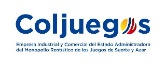 Coljuegos
Empresa Industrial y Comercial del Estado Administradora
del Monopolio Rentístico de los Juegos de Suerte y Azar